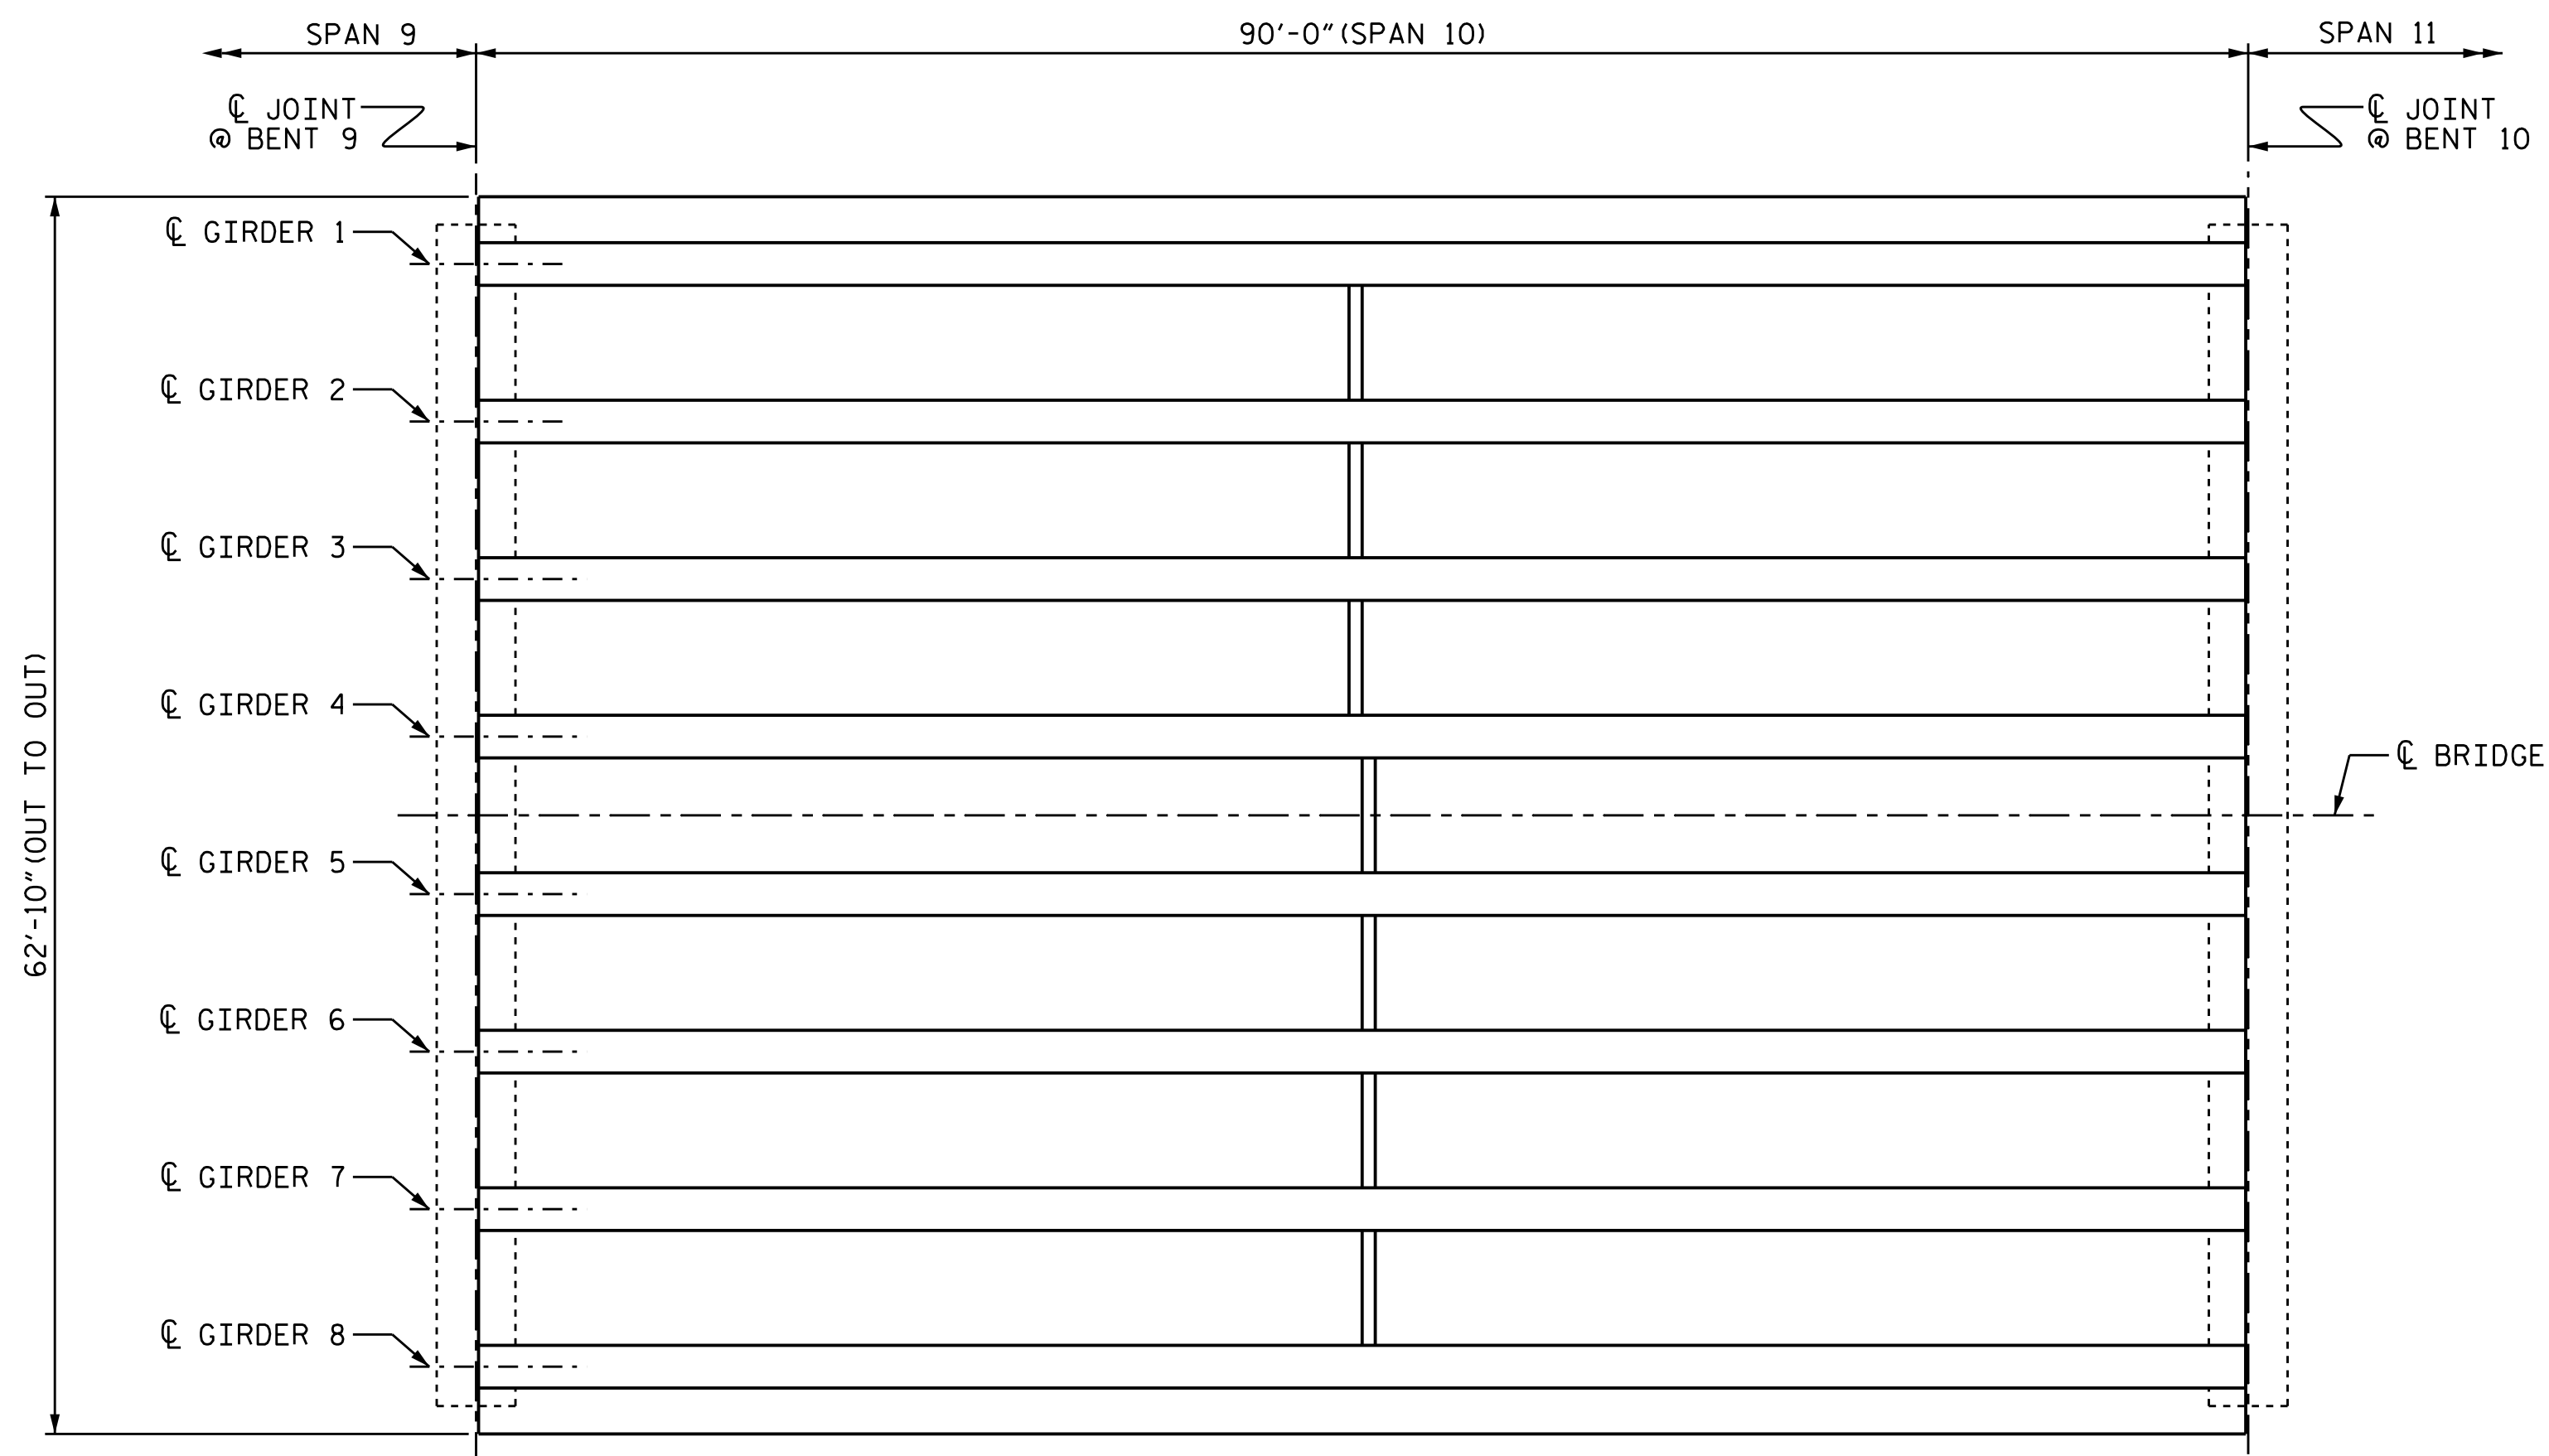 SPAN 9
90'-0"(SPAN 10)
SPAN 11
℄ JOINT
@ BENT 9
℄ JOINT
@ BENT 10
℄ GIRDER 1
℄ GIRDER 2
℄ GIRDER 3
℄ GIRDER 4
62'-10"(OUT TO OUT)
℄ BRIDGE
℄ GIRDER 5
℄ GIRDER 6
℄ GIRDER 7
℄ GIRDER 8